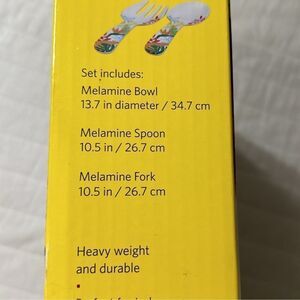 Set includes:
Melamine Bowl
13.7 in diameter / 34.7 cm
Melamine Spoon
10.5 in / 26.7 cm
Melamine Fork
10.5 in / 26.7 cm
Heavy weight
and durable